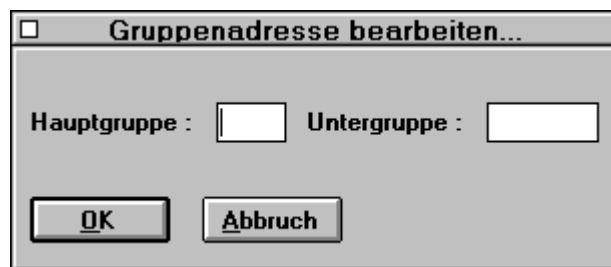 Gruppenadresse bearbeiten...
Hauptgruppe : Untergruppe :
OK Abbruch